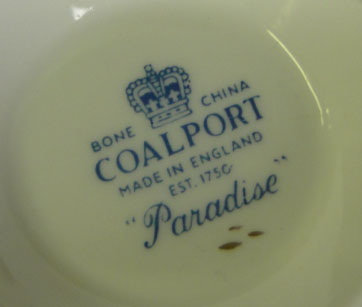 BONE CHINA
COALPORT
MADE IN ENGLAND
EST. 1750
"Paradise"